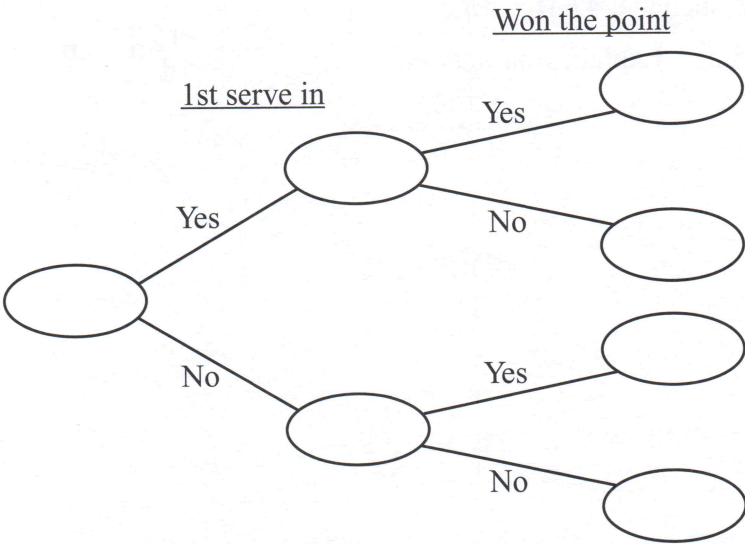 Won the point
1st serve in
Yes
No
Yes
No
Yes
No